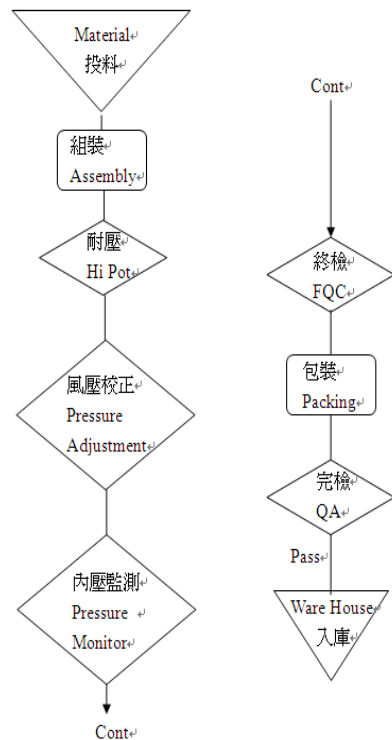 Material
投料
組裝
Assembly
耐壓
Hi Pot
風壓校正
Pressure
Adjustment
內壓監測
Pressure
Monitor
Cont
Cont
終檢
FQC
包裝
Packing
完檢
QA
Pass
Ware House
入庫